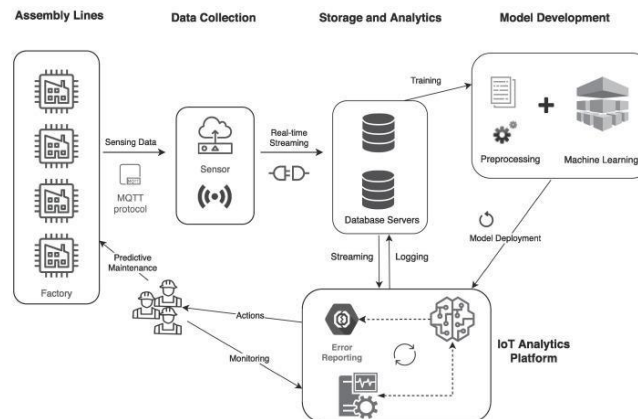 Assembly Lines
Data Collection
Storage and Analytics
Model Development
Sensing Data
MQTT
protocol
Sensor
Real-time
Streaming
Database Servers
Training
Preprocessing
Machine Learning
Model Deployment
Factory
Predictive
Maintenance
Streaming
Logging
Actions
Monitoring
Error
Reporting
IoT Analytics
Platform